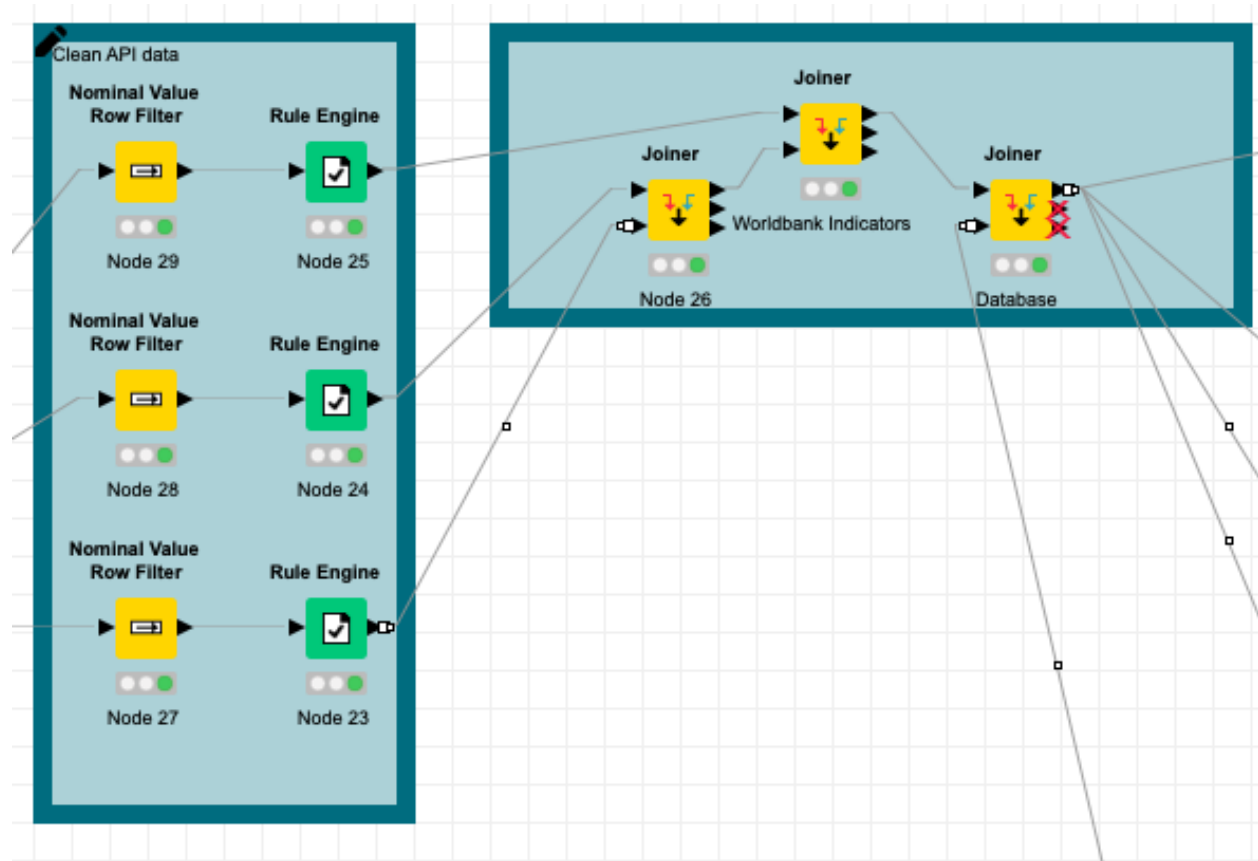 Clean API data
Nominal Value
Row Filter
Rule Engine
Node 29
Node 25
Nominal Value
Row Filter
Rule Engine
Node 28
Node 24
Nominal Value
Row Filter
Rule Engine
Node 27
Node 23
Joiner
Worldbank Indicators
Joiner
Node 26
Joiner
Database